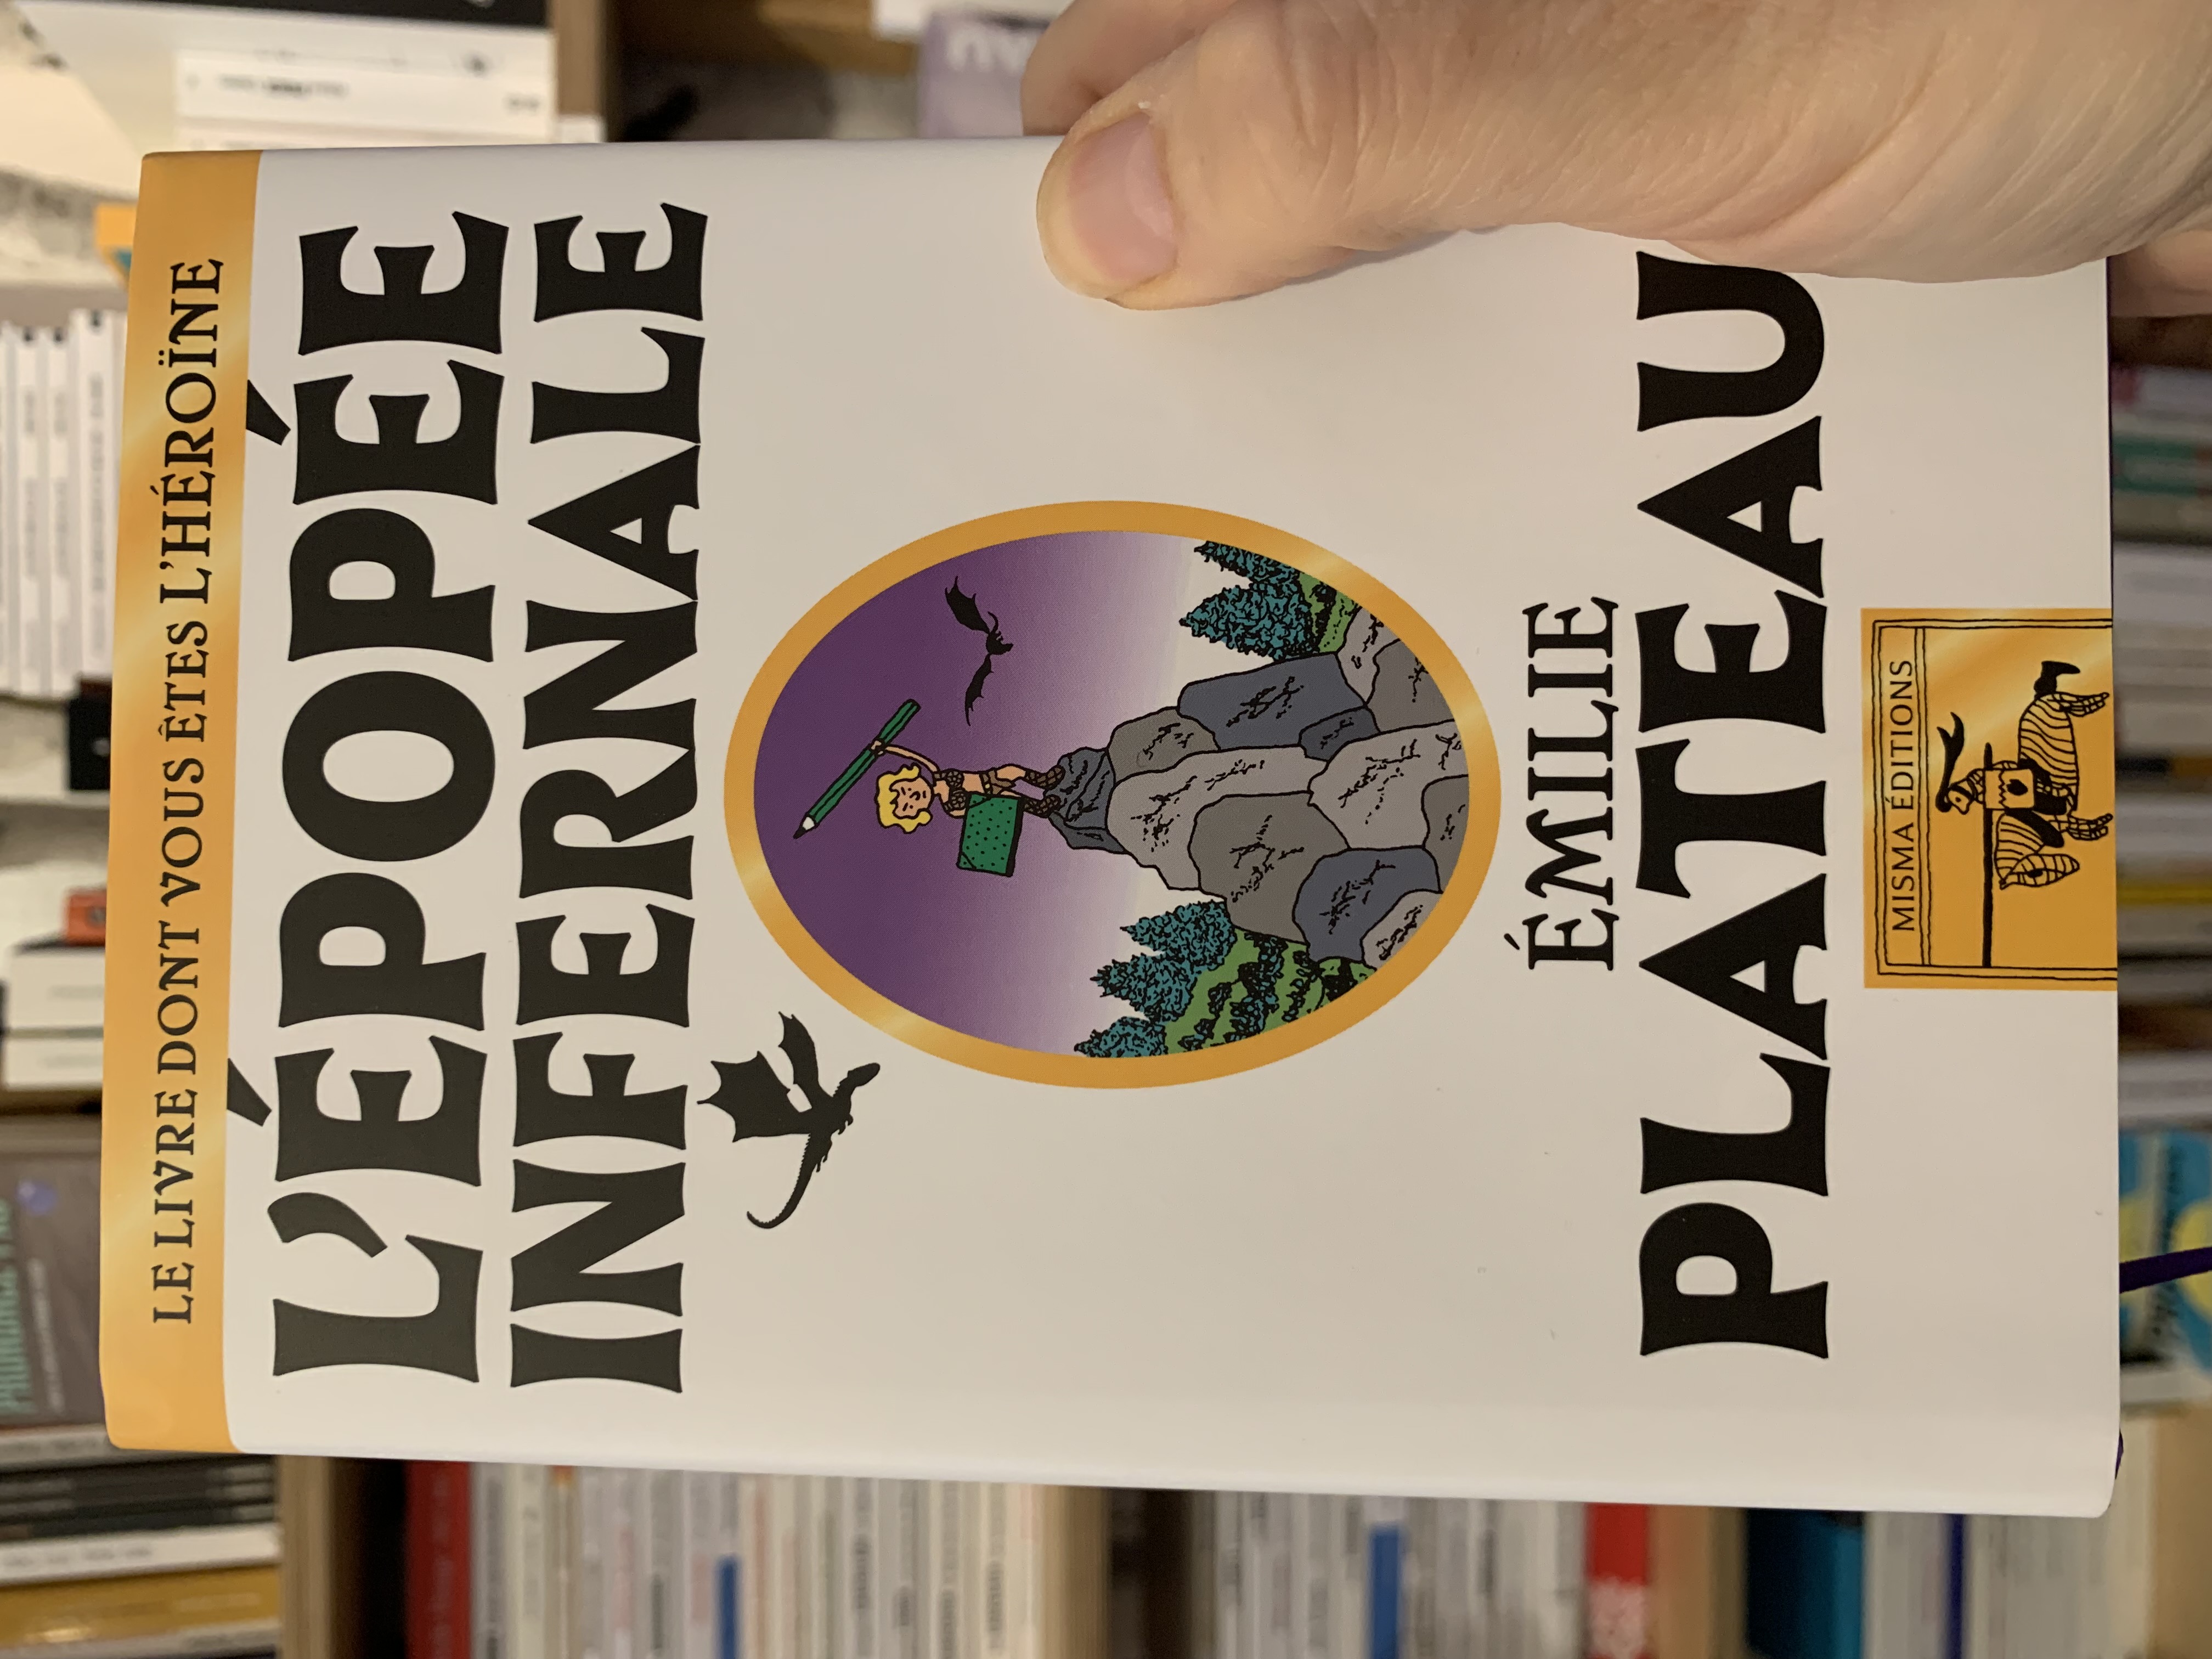 LE LIVRE DONT VOUS ÊTES L'HÉROÏNE
L'ÉPOPÉE
INFERNALE
ÉMILIE
PLATEAU
MISMA ÉDITIONS